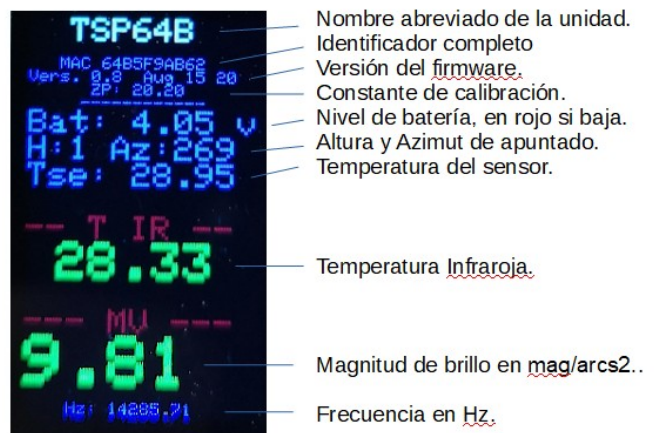 TSP64B
MAC 64B5F9AB62
Vers. 0.8 Aug 15 20
ZP: 20.20
---------------
Bat: 4.05 v
H:1 Az:269
Tse: 28.95
-- T IR --
28.33
--- MV ---
9.81
Hz: 14285.71
Nombre abreviado de la unidad.
Identificador completo
Versión del firmware.
Constante de calibración.
Nivel de batería, en rojo si baja.
Altura y Azimut de apuntado.
Temperatura del sensor.
Temperatura Infraroja.
Magnitud de brillo en mag/arcs2..
Frecuencia en Hz.